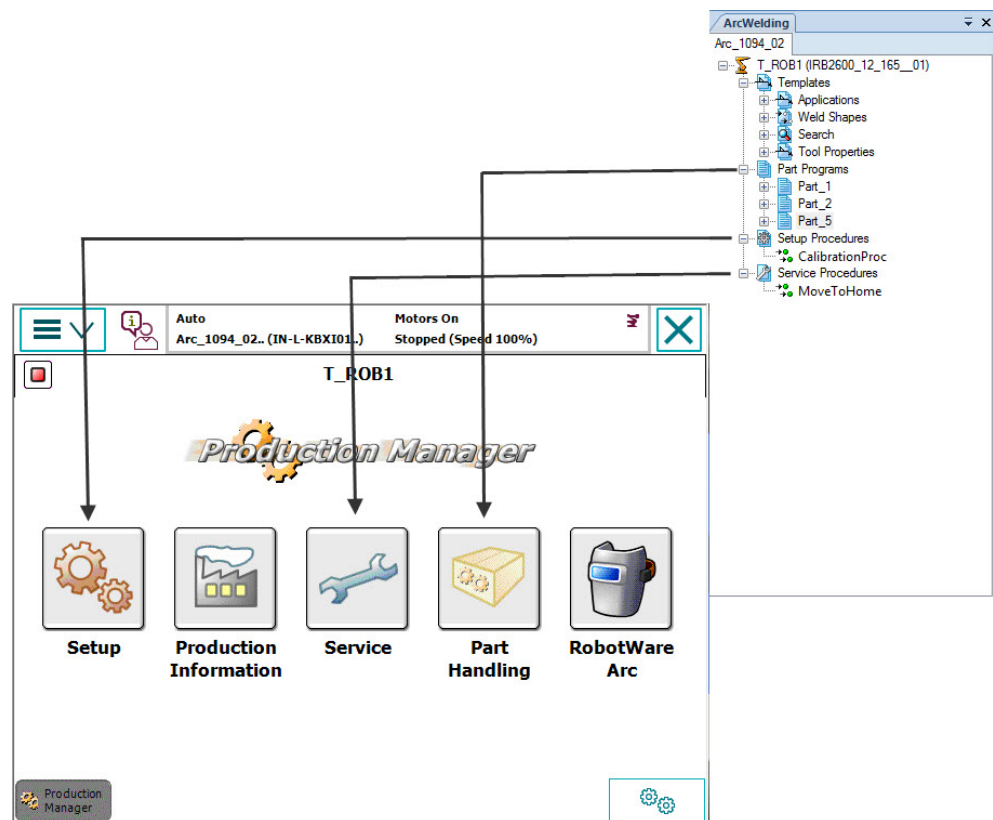 ArcWelding
Arc_1094_02
T_ROB1 (IRB2600_12_165__01)
Templates
Applications
Weld Shapes
Search
Tool Properties
Part Programs
Part_1
Part_2
Part_5
Setup Procedures
CalibrationProc
Service Procedures
MoveToHome
Auto
Motors On
Arc_1094_02.. (IN-L-KBXI01..)
Stopped (Speed 100%)
T_ROB1
Production Manager
Setup
Production
Information
Service
Part
Handling
RobotWare
Arc
Production
Manager